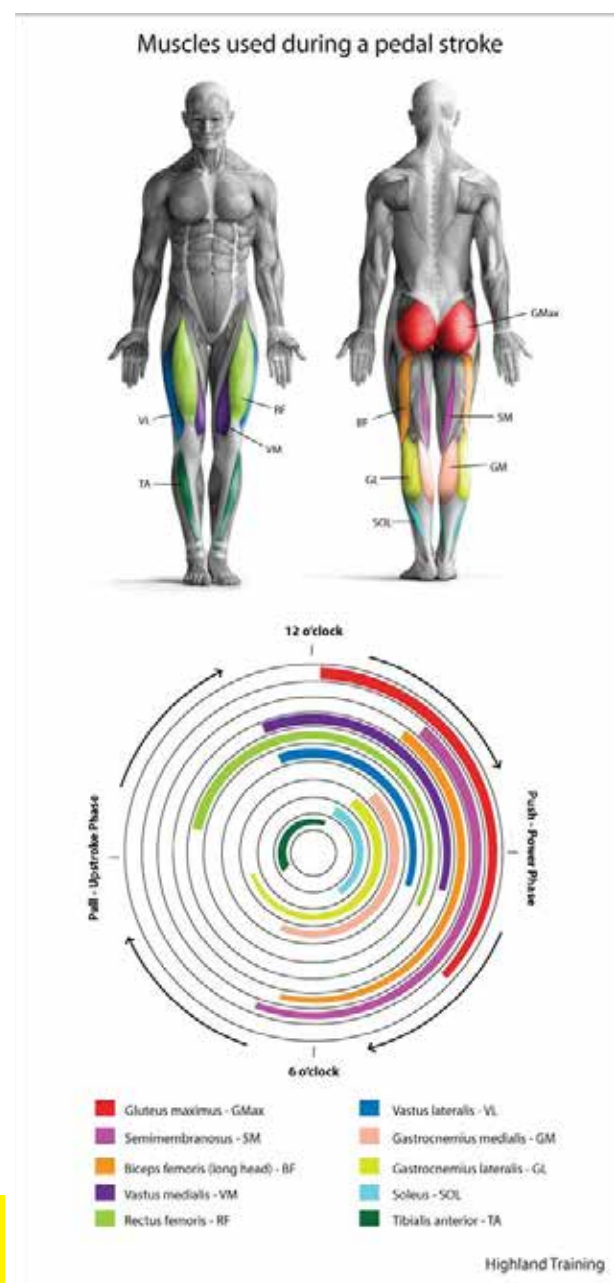 Muscles used during a pedal stroke
GMax
VL
RF
BF
SM
VM
TA
GL
GM
SOL
12 o'clock
Pull - Upstroke Phase
Push - Power Phase
6 o'clock
Gluteus maximus - GMax
Semimembranosus - SM
Biceps femoris (long head) - BF
Vastus medialis - VM
Rectus femoris - RF
Vastus lateralis - VL
Gastrocnemius medialis - GM
Gastrocnemius lateralis - GL
Soleus - SOL
Tibialis anterior - TA
Highland Training